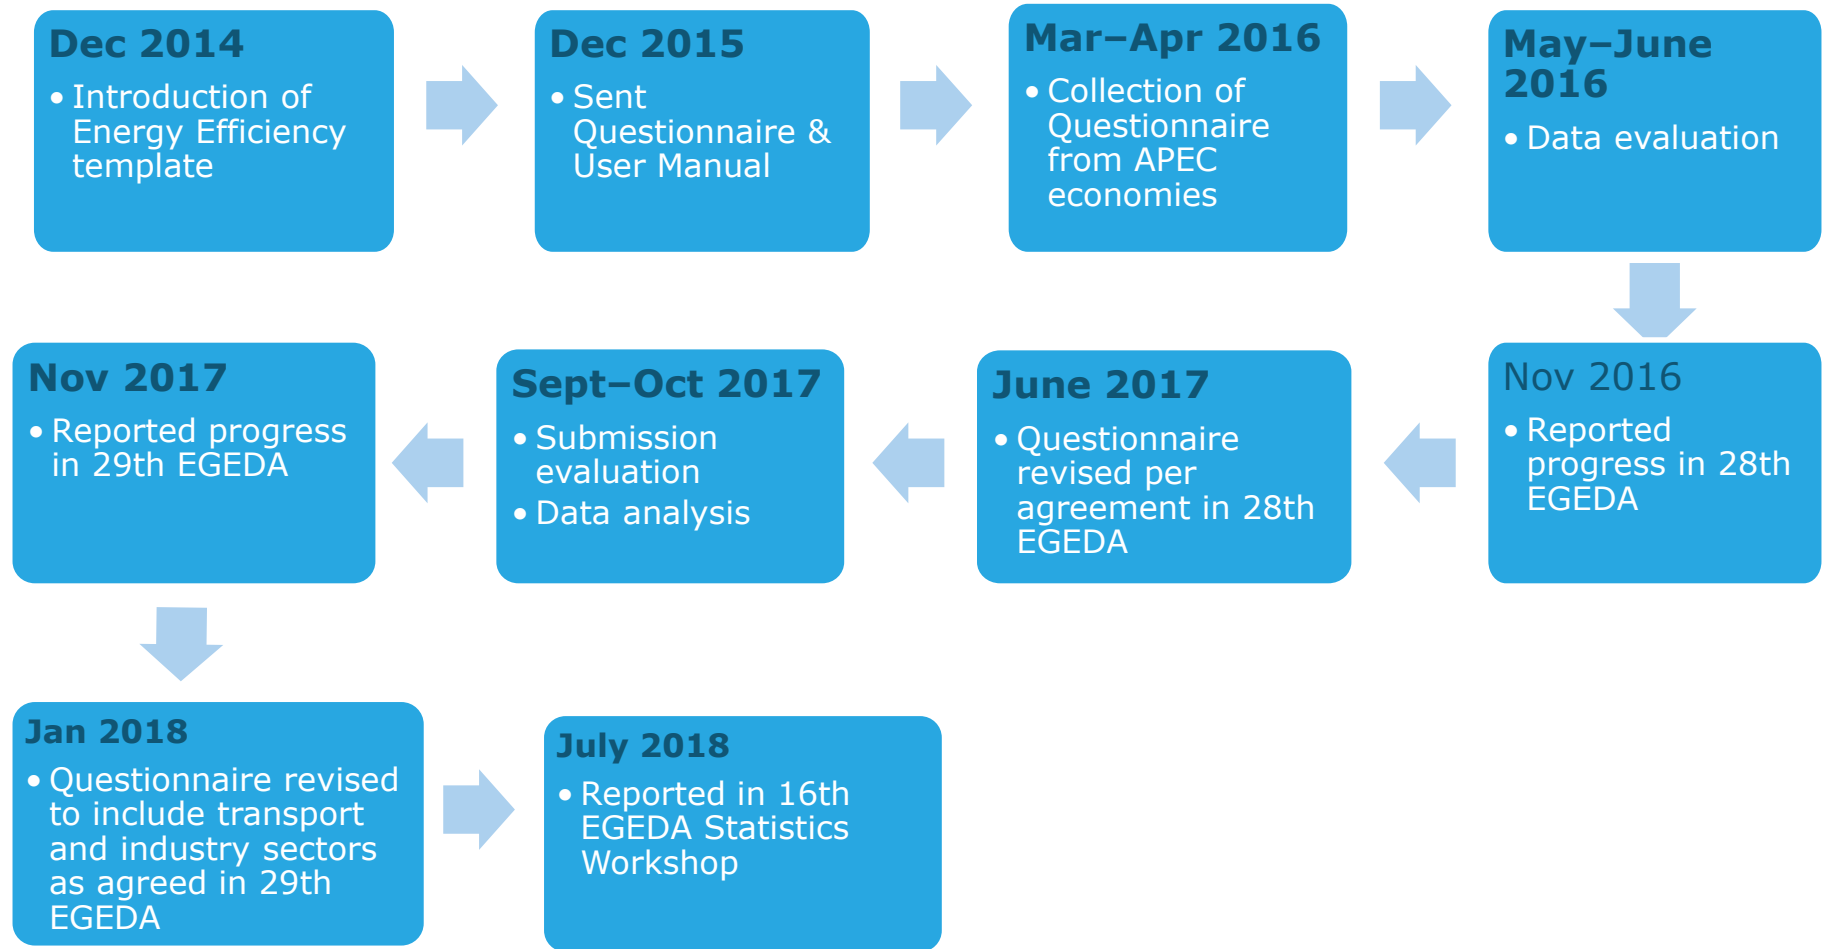 Dec 2014
• Introduction of
Energy Efficiency
template
Dec 2015
• Sent
Questionnaire &
User Manual
Mar–Apr 2016
• Collection of
Questionnaire
from APEC
economies
May–June
2016
• Data evaluation
Nov 2016
• Reported
progress in 28th
EGEDA
June 2017
• Questionnaire
revised per
agreement in 28th
EGEDA
Sept–Oct 2017
• Submission
evaluation
• Data analysis
Nov 2017
• Reported progress
in 29th EGEDA
Jan 2018
• Questionnaire revised
to include transport
and industry sectors
as agreed in 29th
EGEDA
July 2018
• Reported in 16th
EGEDA Statistics
Workshop